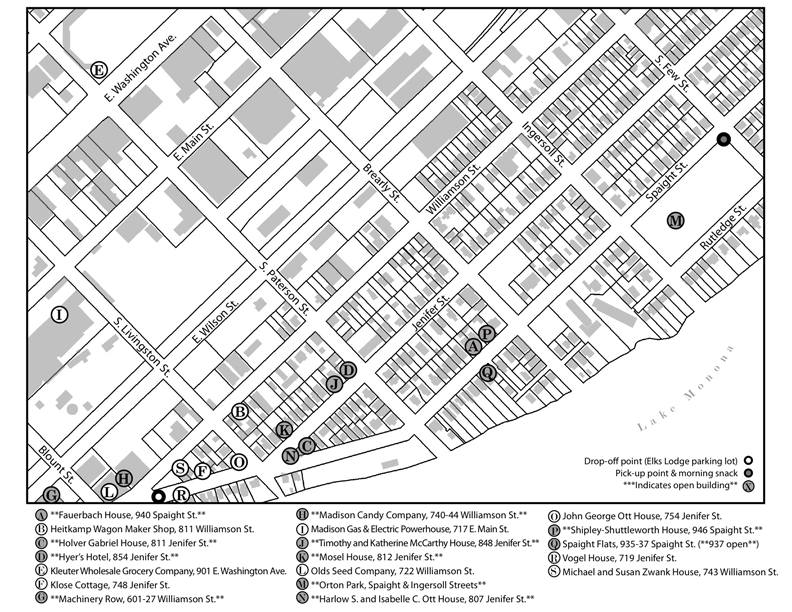 E
E. Washington Ave.
S. Few St.
E. Main St.
Ingersoll St.
Brearly St.
Williamson St.
Spaight St.
M
Rutledge St.
S. Paterson St.
I
E. Wilson St.
S. Livingston St.
Jenifer St.
P
A
Q
D
J
Lake Monona
B
K
C
N
Blount St.
S
F
O
H
L
G
R
Drop-off point (Elks Lodge parking lot)
Pick-up point & morning snack
***Indicates open building** N
A **Fauerbach House, 940 Spaight St.**
B Heitkamp Wagon Maker Shop, 811 Williamson St.
C **Holver Gabriel House, 811 Jenifer St.**
D **Hyer's Hotel, 854 Jenifer St.**
E Kleuter Wholesale Grocery Company, 901 E. Washington Ave.
F Klose Cottage, 748 Jenifer St.
G **Machinery Row, 601-27 Williamson St.**
H **Madison Candy Company, 740-44 Williamson St.**
I Madison Gas & Electric Powerhouse, 717 E. Main St.
J **Timothy and Katherine McCarthy House, 848 Jenifer St.**
K **Mosel House, 812 Jenifer St.**
L Olds Seed Company, 722 Williamson St.
M **Orton Park, Spaight & Ingersoll Streets**
N **Harlow S. and Isabelle C. Ott House, 807 Jenifer St.**
O John George Ott House, 754 Jenifer St.
P **Shipley-Shuttleworth House, 946 Spaight St.**
Q Spaight Flats, 935-37 Spaight St. (**937 open**)
R Vogel House, 719 Jenifer St.
S Michael and Susan Zwank House, 743 Williamson St.